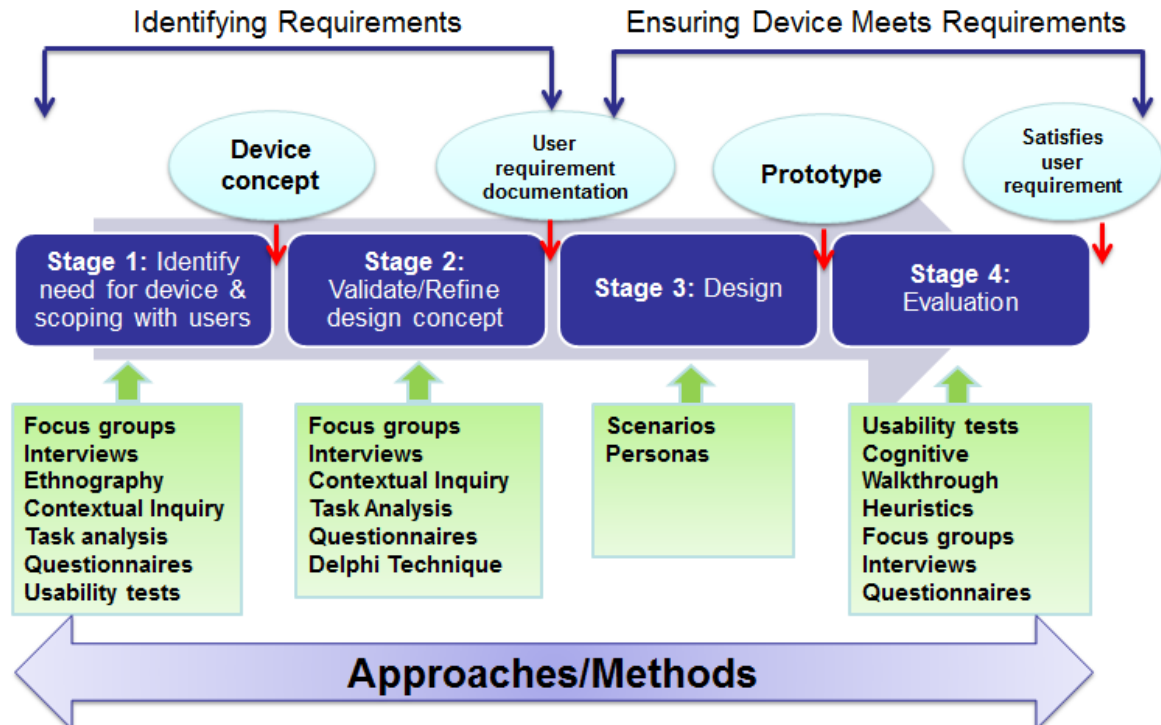 Identifying Requirements
Ensuring Device Meets Requirements
Device
concept
User
requirement
documentation
Prototype
Satisfies
user
requirement
Stage 1: Identify
need for device &
scoping with users
Stage 2:
Validate/Refine
design concept
Stage 3: Design
Stage 4:
Evaluation
Focus groups
Interviews
Ethnography
Contextual Inquiry
Task analysis
Questionnaires
Usability tests
Focus groups
Interviews
Contextual Inquiry
Task Analysis
Questionnaires
Delphi Technique
Scenarios
Personas
Usability tests
Cognitive
Walkthrough
Heuristics
Focus groups
Interviews
Questionnaires
Approaches/Methods